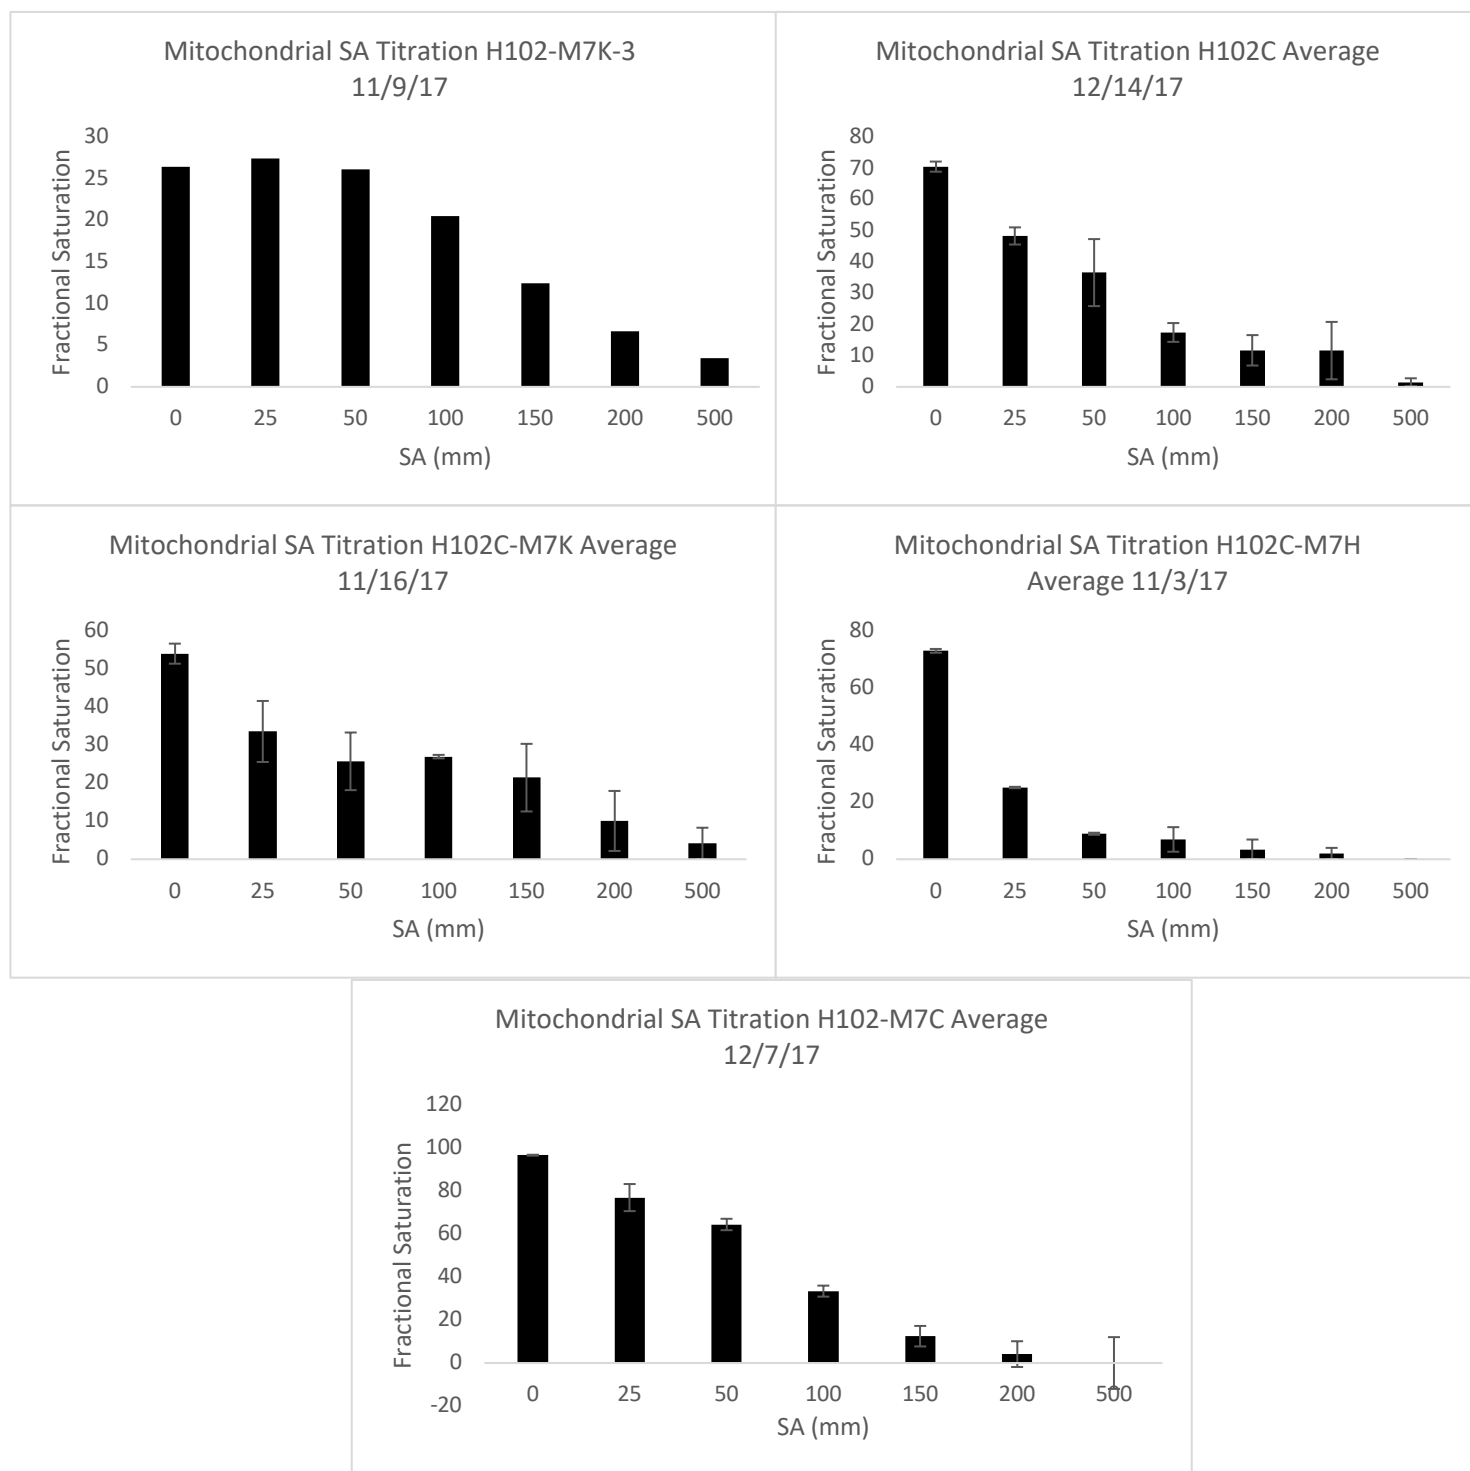 Mitochondrial SA Titration H102-M7K-3
11/9/17
30
25
20
15
10
5
0
Fractional Saturation
0 25 50 100 150 200 500
SA (mm)
Mitochondrial SA Titration H102C Average
12/14/17
80
70
60
50
40
30
20
10
0
Fractional Saturation
0 25 50 100 150 200 500
SA (mm)
Mitochondrial SA Titration H102C-M7K Average
11/16/17
60
50
40
30
20
10
0
Fractional Saturation
0 25 50 100 150 200 500
SA (mm)
Mitochondrial SA Titration H102C-M7H
Average 11/3/17
80
60
40
20
0
Fractional Saturation
0 25 50 100 150 200 500
SA (mm)
Mitochondrial SA Titration H102-M7C Average
12/7/17
120
100
80
60
40
20
0
-20
Fractional Saturation
0 25 50 100 150 200 500
SA (mm)